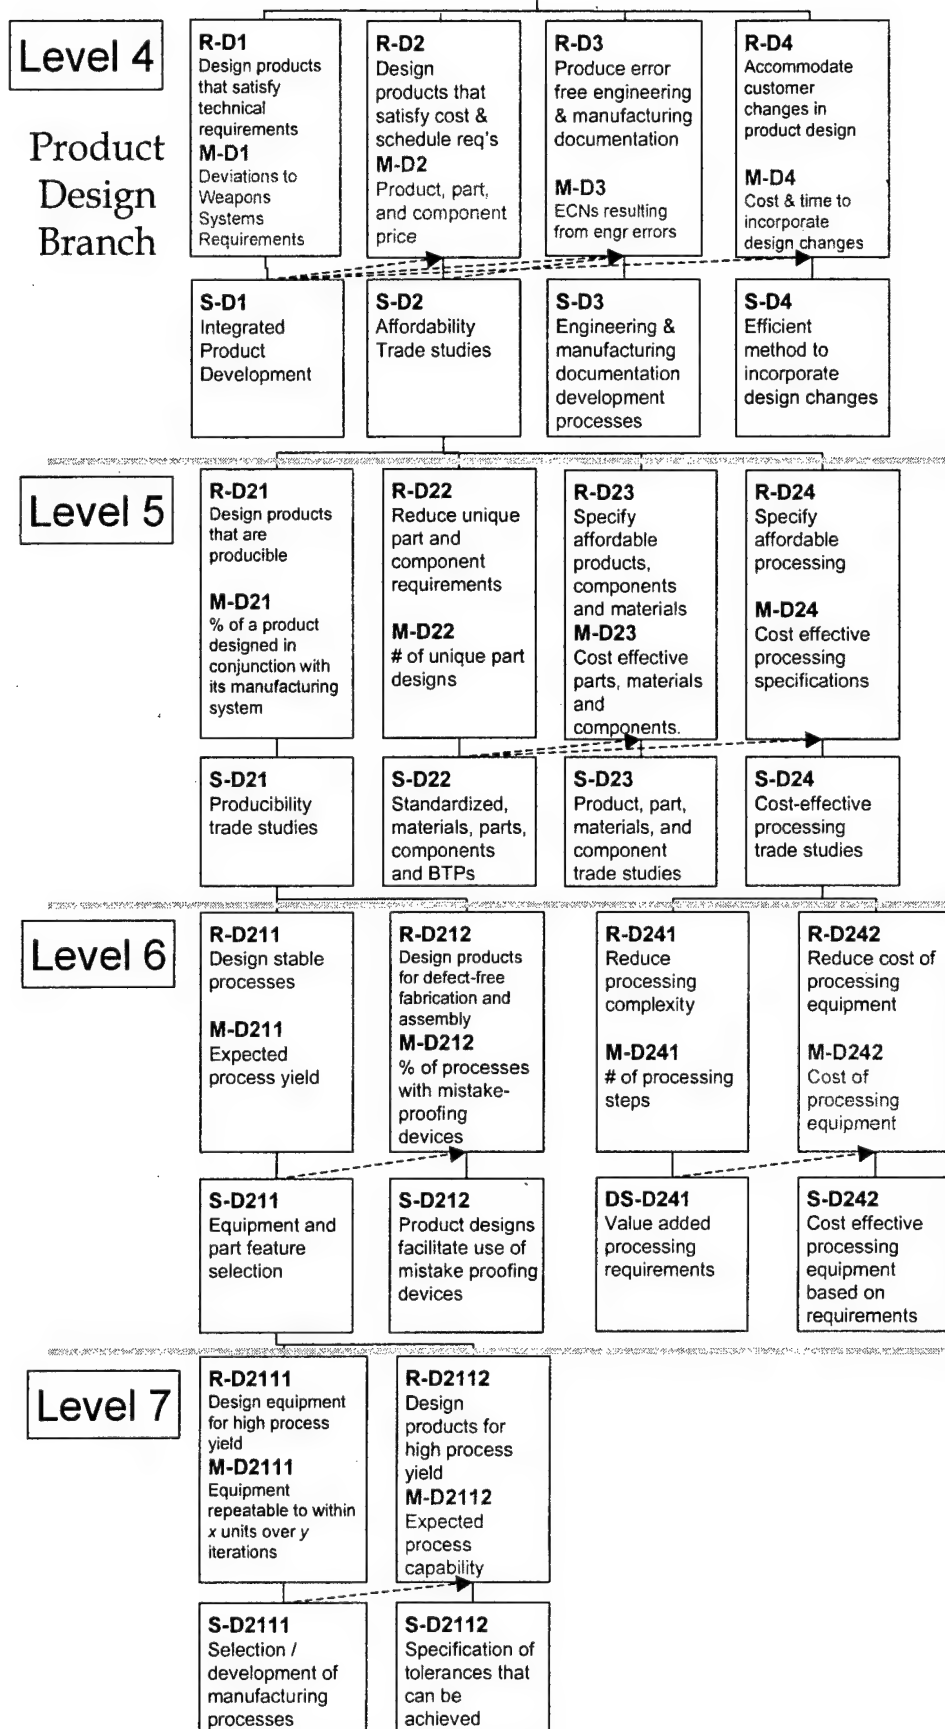 Level 4
Product
Design
Branch
R-D1
Design products
that satisfy
technical
requirements
M-D1
Deviations to
Weapons
Systems
Requirements
R-D2
Design
products that
satisfy cost &
schedule req's
M-D2
Product, part,
and component
price
R-D3
Produce error
free engineering
& manufacturing
documentation
M-D3
ECNs resulting
from engr errors
R-D4
Accommodate
customer
changes in
product design
M-D4
Cost & time to
incorporate
design changes
S-D1
Integrated
Product
Development
S-D2
Affordability
Trade studies
S-D3
Engineering &
manufacturing
documentation
development
processes
S-D4
Efficient
method to
incorporate
design changes
Level 5
R-D21
Design products
that are
producible
M-D21
% of a product
designed in
conjunction with
its manufacturing
system
R-D22
Reduce unique
part and
component
requirements
M-D22
# of unique part
designs
R-D23
Specify
affordable
products,
components
and materials
M-D23
Cost effective
parts, materials
and
components.
R-D24
Specify
affordable
processing
M-D24
Cost effective
processing
specifications
S-D21
Producibility
trade studies
S-D22
Standardized,
materials, parts,
components
and BTPs
S-D23
Product, part,
materials, and
component
trade studies
S-D24
Cost-effective
processing
trade studies
Level 6
R-D211
Design stable
processes
M-D211
Expected
process yield
R-D212
Design products
for defect-free
fabrication and
assembly
M-D212
% of processes
with mistake-
proofing
devices
R-D241
Reduce
processing
complexity
M-D241
# of processing
steps
R-D242
Reduce cost of
processing
equipment
M-D242
Cost of
processing
equipment
S-D211
Equipment and
part feature
selection
S-D212
Product designs
facilitate use of
mistake proofing
devices
DS-D241
Value added
processing
requirements
S-D242
Cost effective
processing
equipment
based on
requirements
Level 7
R-D2111
Design equipment
for high process
yield
M-D2111
Equipment
repeatable to within
x units over y
iterations
R-D2112
Design
products for
high process
yield
M-D2112
Expected
process
capability
S-D2111
Selection /
development of
manufacturing
processes
S-D2112
Specification of
tolerances that
can be
achieved